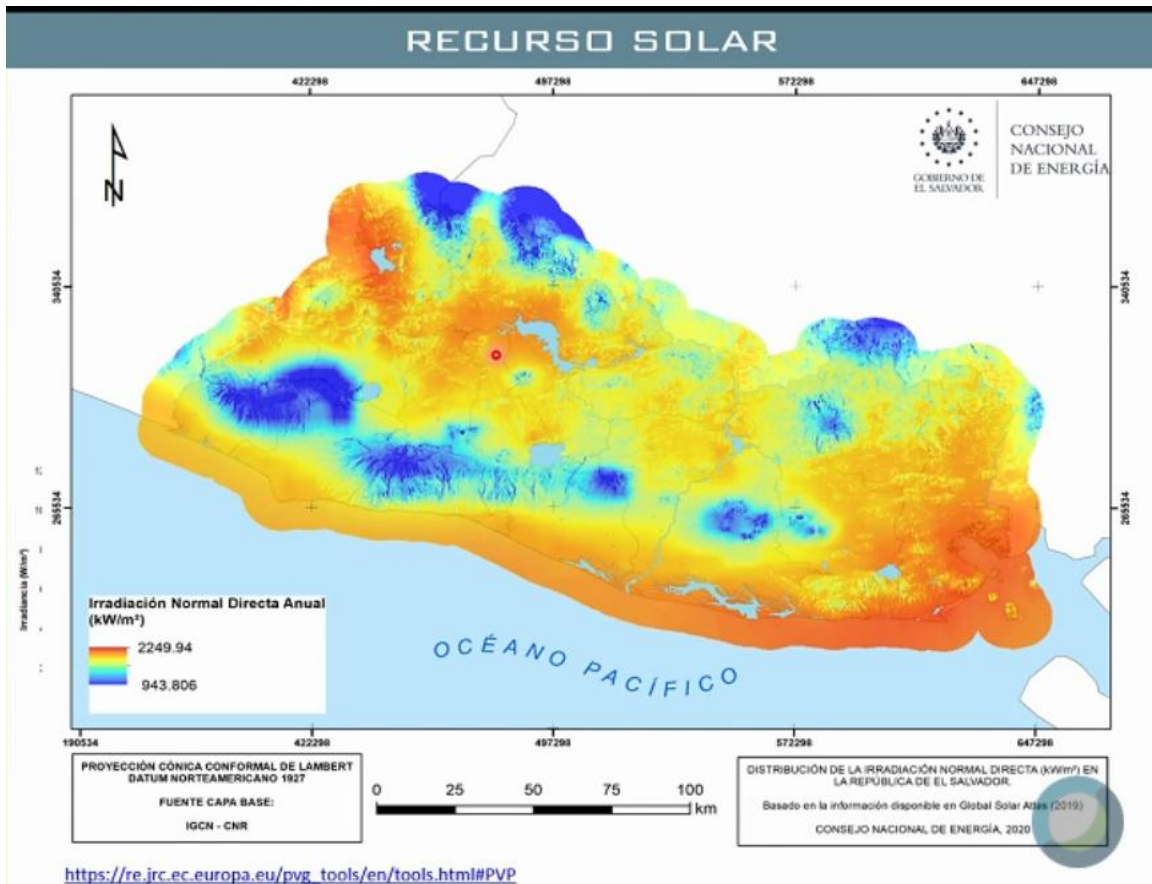 RECURSO SOLAR
422298 497298 572298 647298
GOBIERNO DE
EL SALVADOR
CONSEJO
NACIONAL
DE ENERGÍA
N
340534 340534
265534 265534
Irradiancia (W/m²)
Irradiación Normal Directa Anual
(kW/m²)
2249.94
943.806
OCÉANO PACÍFICO
190534 422298 497298 572298 647298
PROYECCIÓN CÓNICA CONFORMAL DE LAMBERT
DATUM NORTEAMERICANO 1927
FUENTE CAPA BASE:
IGCN - CNR
0 25 50 75 100
km
DISTRIBUCIÓN DE LA IRRADIACIÓN NORMAL DIRECTA (kW/m²) EN
LA REPÚBLICA DE EL SALVADOR.
Basado en la información disponible en Global Solar Atlas (2019)
CONSEJO NACIONAL DE ENERGÍA, 2020
https://re.jrc.ec.europa.eu/pvg_tools/en/tools.html#PVP